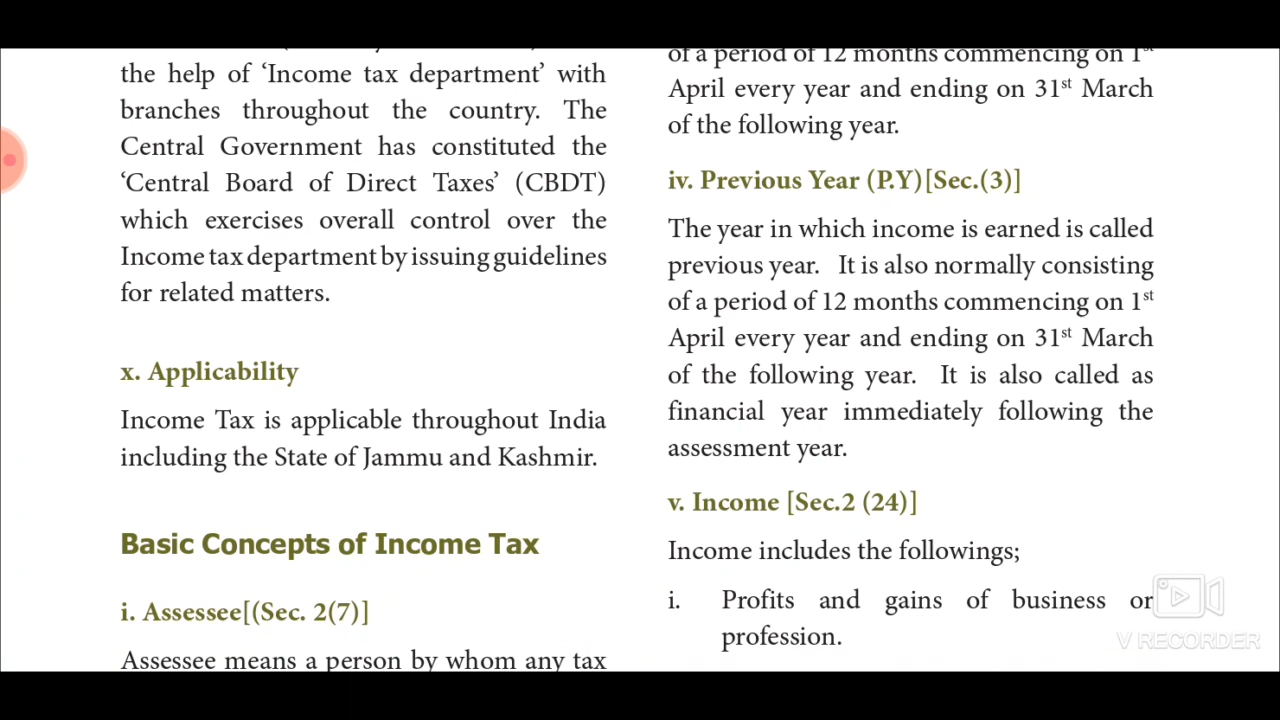 the help of ‘Income tax department’ with
branches throughout the country. The
Central Government has constituted the
‘Central Board of Direct Taxes’ (CBDT)
which exercises overall control over the
Income tax department by issuing guidelines
for related matters.
x. Applicability
Income Tax is applicable throughout India
including the State of Jammu and Kashmir.
Basic Concepts of Income Tax
i. Assessee[(Sec. 2(7)]
Assessee means a person by whom any tax
of a period of 12 months commencing on 1st
April every year and ending on 31st March
of the following year.
iv. Previous Year (P.Y)[Sec.(3)]
The year in which income is earned is called
previous year. It is also normally consisting
of a period of 12 months commencing on 1st
April every year and ending on 31st March
of the following year. It is also called as
financial year immediately following the
assessment year.
v. Income [Sec.2 (24)]
Income includes the followings;
i. Profits and gains of business or
profession.
V RECORDER